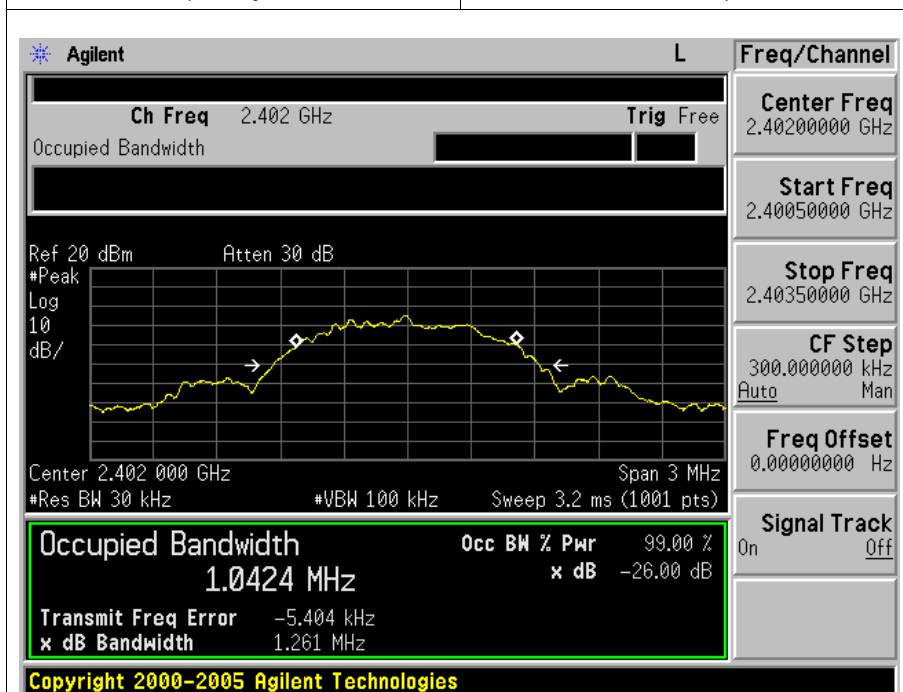 Agilent L
Freq/Channel
Ch Freq 2.402 GHz Trig Free
Occupied Bandwidth
Center Freq
2.40200000 GHz
Start Freq
2.40050000 GHz
Stop Freq
2.40350000 GHz
CF Step
300.000000 kHz
Auto Man
Freq Offset
0.00000000 Hz
Signal Track
On Off
Ref 20 dBm Atten 30 dB
#Peak
Log
10
dB/
Center 2.402 000 GHz Span 3 MHz
#Res BW 30 kHz #VBW 100 kHz Sweep 3.2 ms (1001 pts)
Occupied Bandwidth Occ BW % Pwr 99.00 %
1.0424 MHz x dB -26.00 dB
Transmit Freq Error -5.404 kHz
x dB Bandwidth 1.261 MHz
Copyright 2000-2005 Agilent Technologies